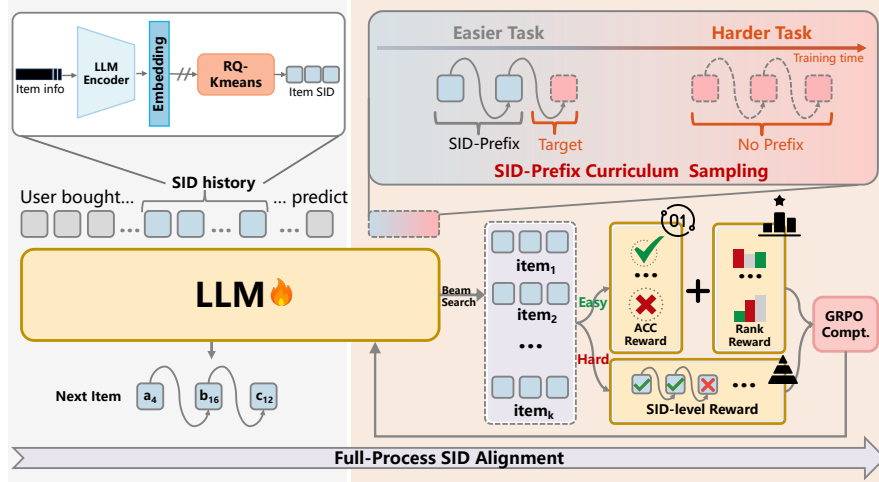 Item info
LLM
Encoder
Embedding
RQ-
Kmeans
Item SID
SID history
User bought...
... predict
LLM
Next Item
a4
b16
c12
Easier Task
Harder Task
Training time
SID-Prefix
Target
No Prefix
SID-Prefix Curriculum Sampling
Beam
Search
item1
item2
...
itemk
Easy
Hard
01
...
ACC
Reward
+
...
Rank
Reward
...
SID-level Reward
GRPO
Compt.
Full-Process SID Alignment